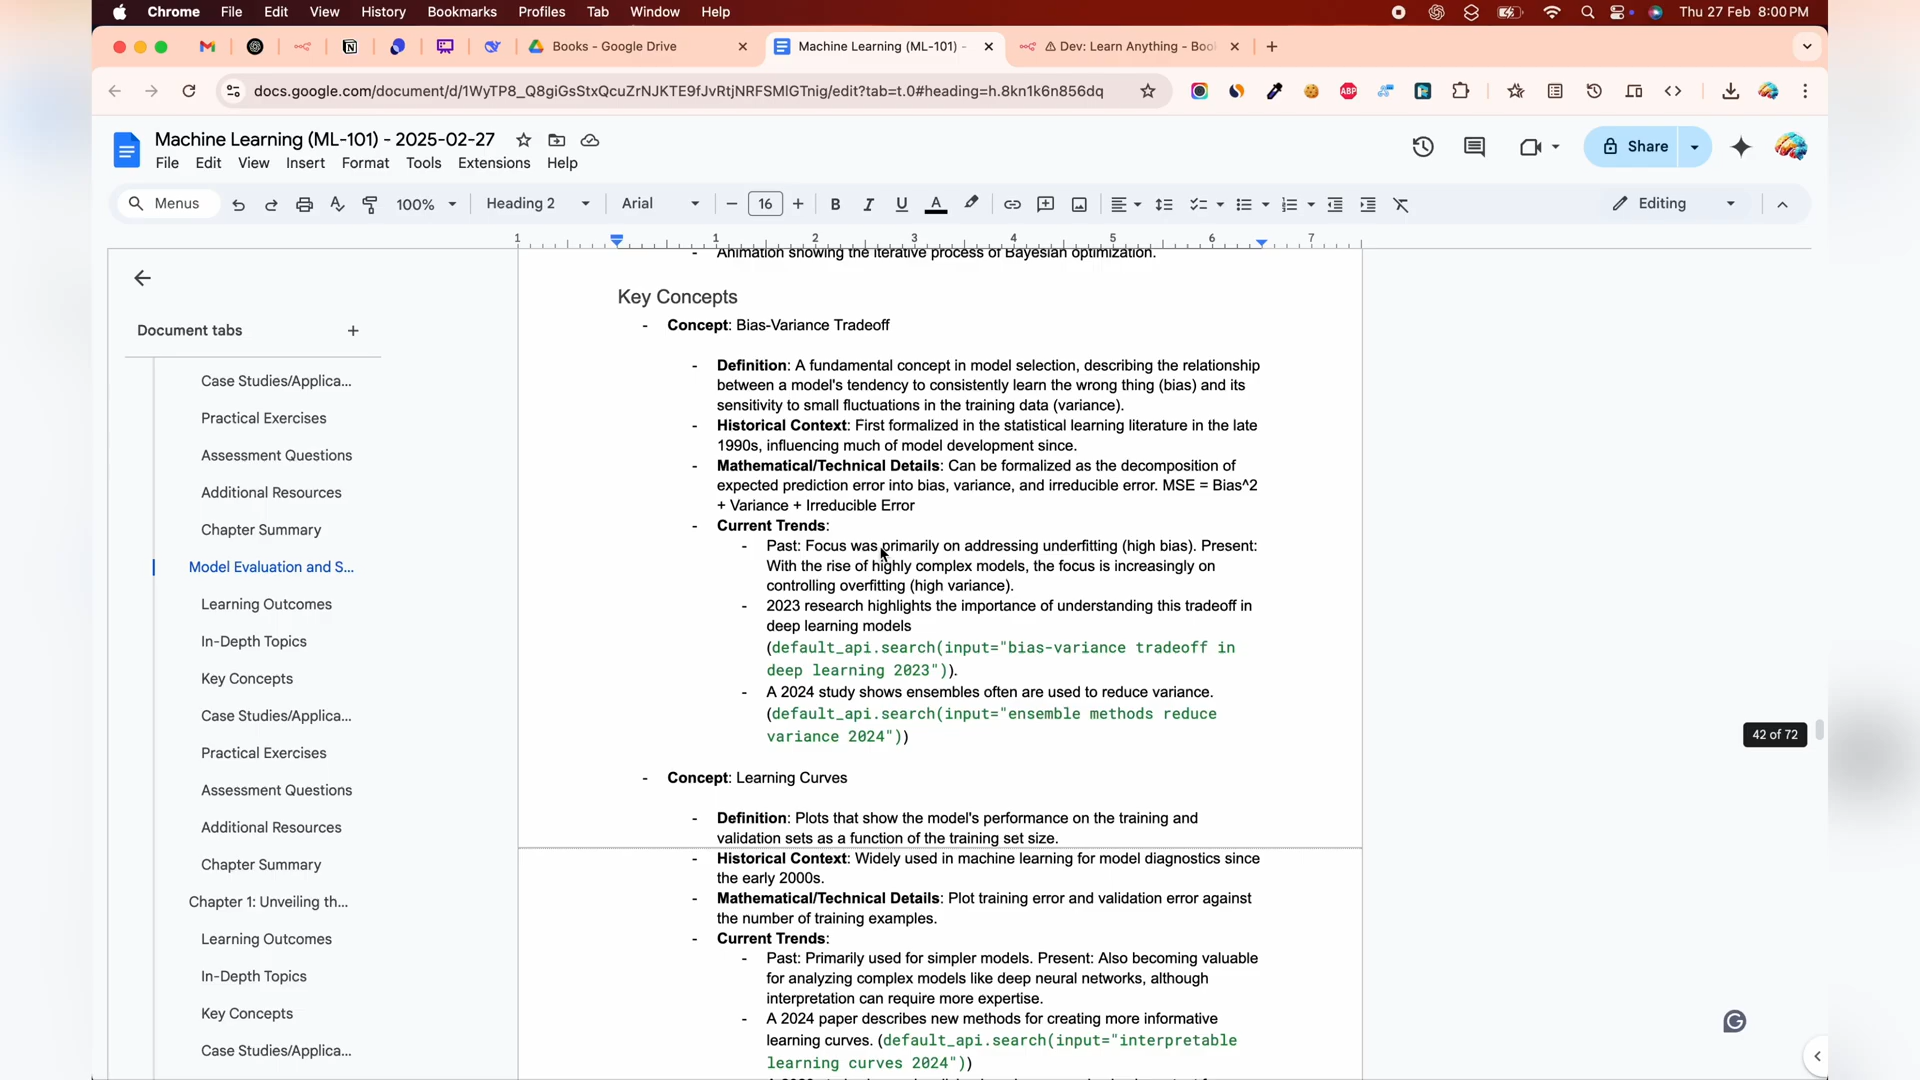 Chrome File Edit View History Bookmarks Profiles Tab Window Help Thu 27 Feb 8:00 PM
Books - Google Drive Machine Learning (ML-101) - Dev: Learn Anything - Boo
docs.google.com/document/d/1WyTP8_Q8giGsStxQcuZrNJKTE9fJvRtjNRFSMIGTnig/edit?tab=t.0#heading=h.8kn1k6n856dq
ABP
Machine Learning (ML-101) - 2025-02-27
File Edit View Insert Format Tools Extensions Help
Share
Menus 100% Heading 2 Arial 16 B I U A Editing
1 1 2 3 4 5 6 7
Document tabs
Case Studies/Applica...
Practical Exercises
Assessment Questions
Additional Resources
Chapter Summary
Model Evaluation and S...
Learning Outcomes
In-Depth Topics
Key Concepts
Case Studies/Applica...
Practical Exercises
Assessment Questions
Additional Resources
Chapter Summary
Chapter 1: Unveiling th...
Learning Outcomes
In-Depth Topics
Key Concepts
Case Studies/Applica...
- Animation showing the iterative process of Bayesian optimization.
Key Concepts
- Concept: Bias-Variance Tradeoff
- Definition: A fundamental concept in model selection, describing the relationship
between a model's tendency to consistently learn the wrong thing (bias) and its
sensitivity to small fluctuations in the training data (variance).
- Historical Context: First formalized in the statistical learning literature in the late
1990s, influencing much of model development since.
- Mathematical/Technical Details: Can be formalized as the decomposition of
expected prediction error into bias, variance, and irreducible error. MSE = Bias^2
+ Variance + Irreducible Error
- Current Trends:
- Past: Focus was primarily on addressing underfitting (high bias). Present:
With the rise of highly complex models, the focus is increasingly on
controlling overfitting (high variance).
- 2023 research highlights the importance of understanding this tradeoff in
deep learning models
(default_api.search(input="bias-variance tradeoff in
deep learning 2023")).
- A 2024 study shows ensembles often are used to reduce variance.
(default_api.search(input="ensemble methods reduce
variance 2024"))
- Concept: Learning Curves
- Definition: Plots that show the model's performance on the training and
validation sets as a function of the training set size.
- Historical Context: Widely used in machine learning for model diagnostics since
the early 2000s.
- Mathematical/Technical Details: Plot training error and validation error against
the number of training examples.
- Current Trends:
- Past: Primarily used for simpler models. Present: Also becoming valuable
for analyzing complex models like deep neural networks, although
interpretation can require more expertise.
- A 2024 paper describes new methods for creating more informative
learning curves. (default_api.search(input="interpretable
learning curves 2024"))
42 of 72